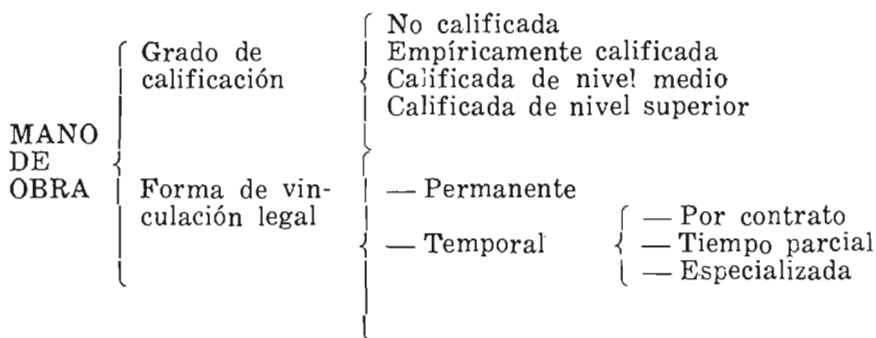 No calificada
Grado de
Empíricamente calificada
calificación
Calificada de nivel medio
Calificada de nivel superior
MANO
DE
OBRA
Forma de vin-
culación legal
— Permanente
— Temporal
— Por contrato
— Tiempo parcial
— Especializada